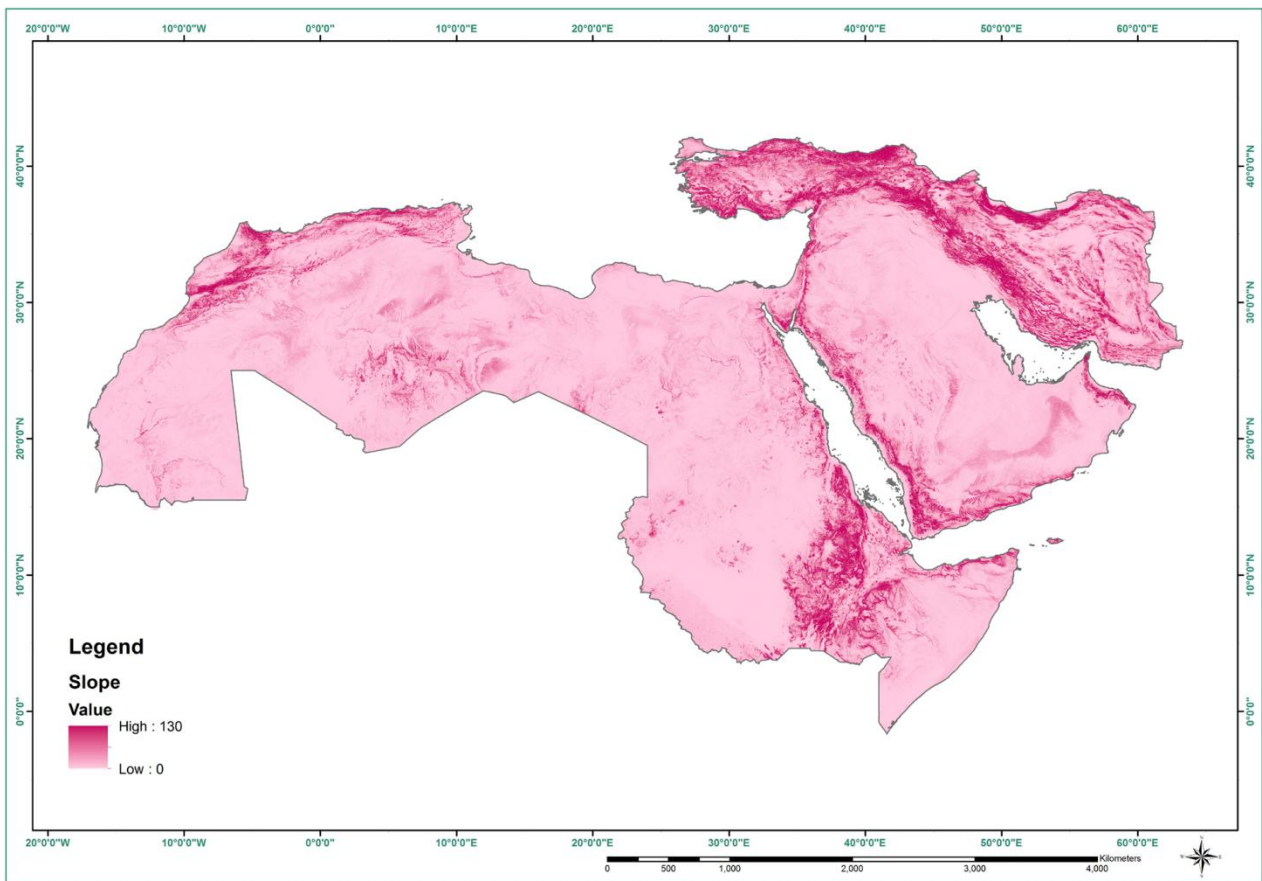 20°0'0"W 10°0'0"W 0°0'0" 10°0'0"E 20°0'0"E 30°0'0"E 40°0'0"E 50°0'0"E 60°0'0"E
40°0'0"N 40°0'0"N
30°0'0"N 30°0'0"N
20°0'0"N 20°0'0"N
10°0'0"N 10°0'0"N
0°0'0" 0°0'0"
Legend
Slope
Value
High : 130
Low : 0
20°0'0"W 10°0'0"W 0°0'0" 10°0'0"E 20°0'0"E 30°0'0"E 40°0'0"E 50°0'0"E 60°0'0"E
Kilometers
0 500 1,000 2,000 3,000 4,000
N
W E
S